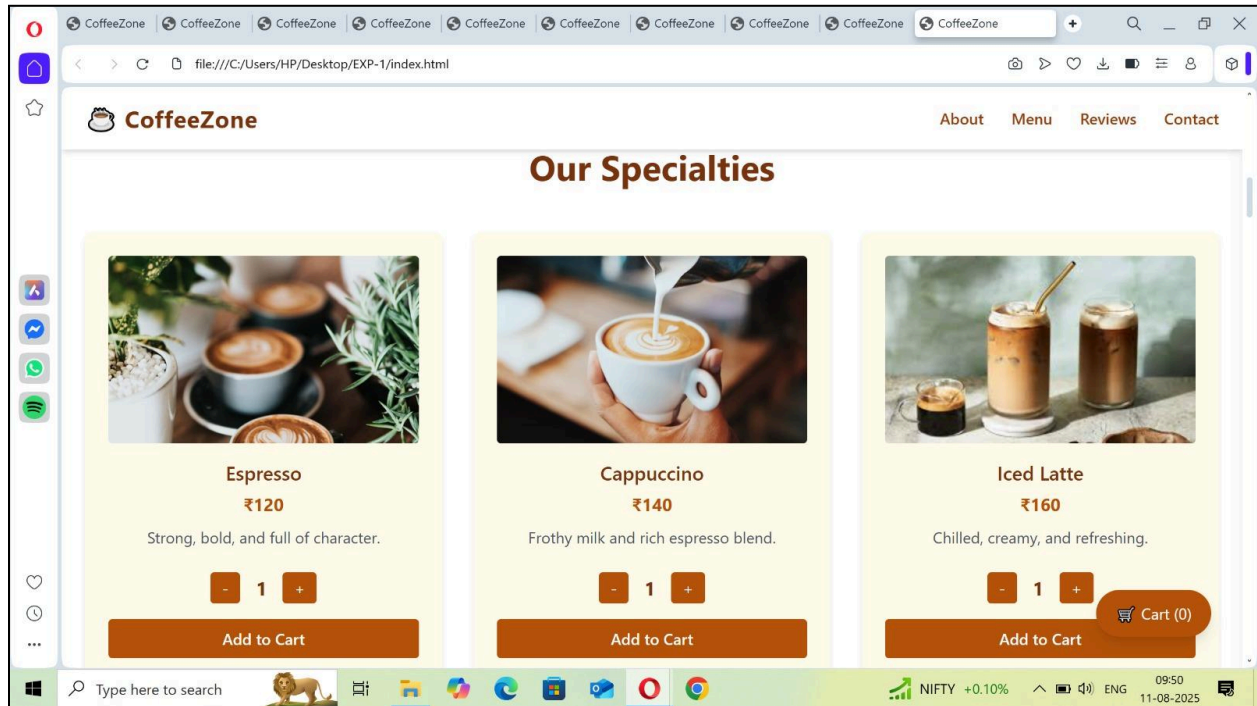 CoffeeZone CoffeeZone CoffeeZone CoffeeZone CoffeeZone CoffeeZone CoffeeZone CoffeeZone CoffeeZone CoffeeZone
file:///C:/Users/HP/Desktop/EXP-1/index.html
CoffeeZone About Menu Reviews Contact
Our Specialties
Espresso Cappuccino Iced Latte
₹120 ₹140 ₹160
Strong, bold, and full of character. Frothy milk and rich espresso blend. Chilled, creamy, and refreshing.
- 1 + - 1 + - 1 +
Cart (0)
Add to Cart Add to Cart Add to Cart
Type here to search NIFTY +0.10% ENG 09:50
11-08-2025